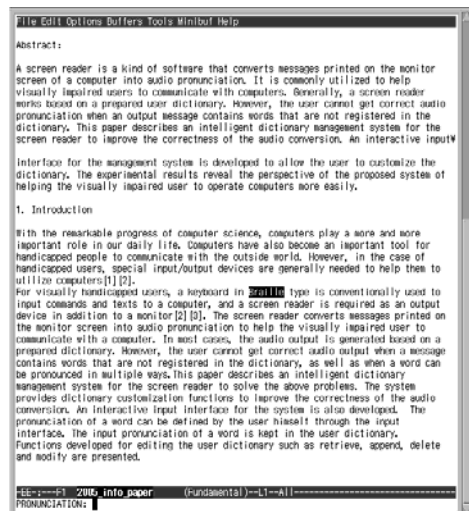 File Edit Options Buffers Tools Minibuf Help
Abstract:
A screen reader is a kind of software that converts messages printed on the monitor
screen of a computer into audio pronunciation. It is commonly utilized to help
visually impaired users to communicate with computers. Generally, a screen reader
works based on a prepared user dictionary. However, the user cannot get correct audio
pronunciation when an output message contains words that are not registered in the
dictionary. This paper describes an intelligent dictionary management system for the
screen reader to improve the correctness of the audio conversion. An interactive input¥
interface for the management system is developed to allow the user to customize the
dictionary. The experimental results reveal the perspective of the proposed system of
helping the visually impaired user to operate computers more easily.
1. Introduction
With the remarkable progress of computer science, computers play a more and more
important role in our daily life. Computers have also become an important tool for
handicapped people to communicate with the outside world. However, in the case of
handicapped users, special input/output devices are generally needed to help them to
utilize computers[1][2].
For visually handicapped users, a keyboard in Braille type is conventionally used to
input commands and texts to a computer, and a screen reader is required as an output
device in addition to a monitor[2][3]. The screen reader converts messages printed on
the monitor screen into audio pronunciation to help the visually impaired user to
communicate with a computer. In most cases, the audio output is generated based on a
prepared dictionary. However, the user cannot get correct audio output when a message
contains words that are not registered in the dictionary, as well as when a word can
be pronounced in multiple ways.This paper describes an intelligent dictionary
management system for the screen reader to solve the above problems. The system
provides dictionary customization functions to improve the correctness of the audio
conversion. An interactive input interface for the system is also developed. The
pronunciation of a word can be defined by the user himself through the input
interface. The input pronunciation of a word is kept in the user dictionary.
Functions developed for editing the user dictionary such as retrieve, append, delete
and modify are presented.
-EE-:---F1 2005_info_paper (Fundamental)--L1--All--------------------
PRONUNCIATION: